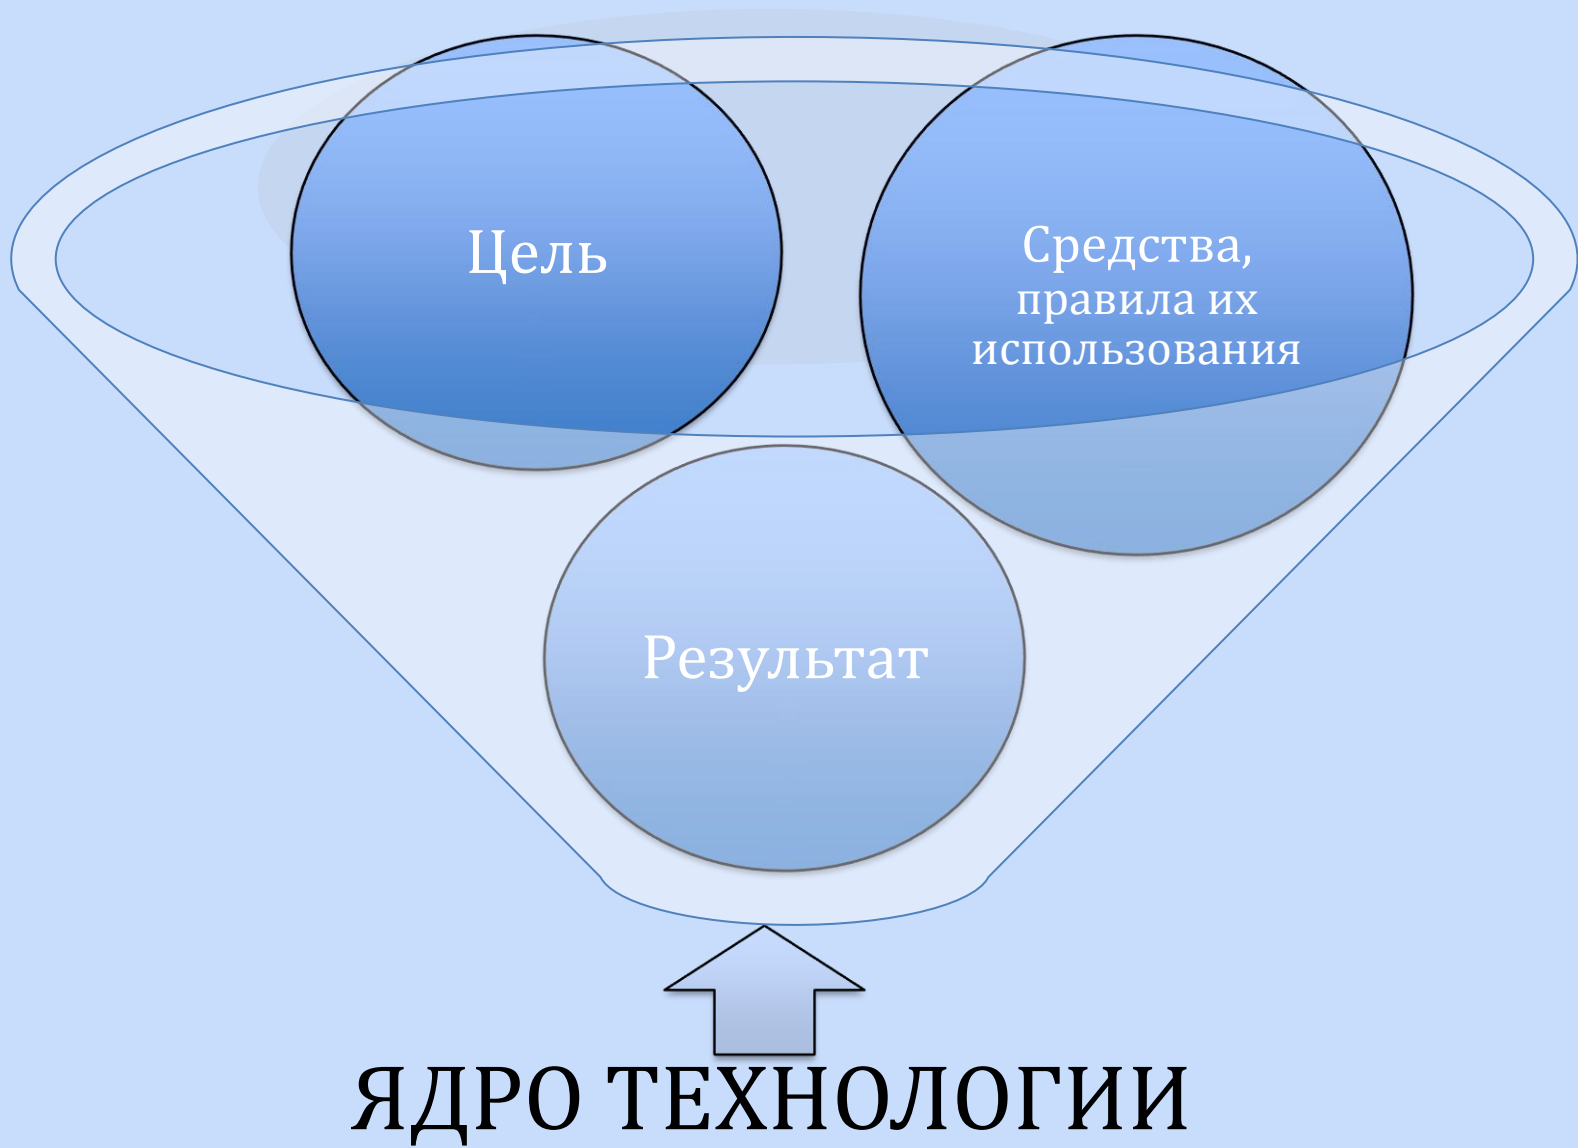 Цель
Средства,
правила их
использования
Результат
ЯДРО ТЕХНОЛОГИИ